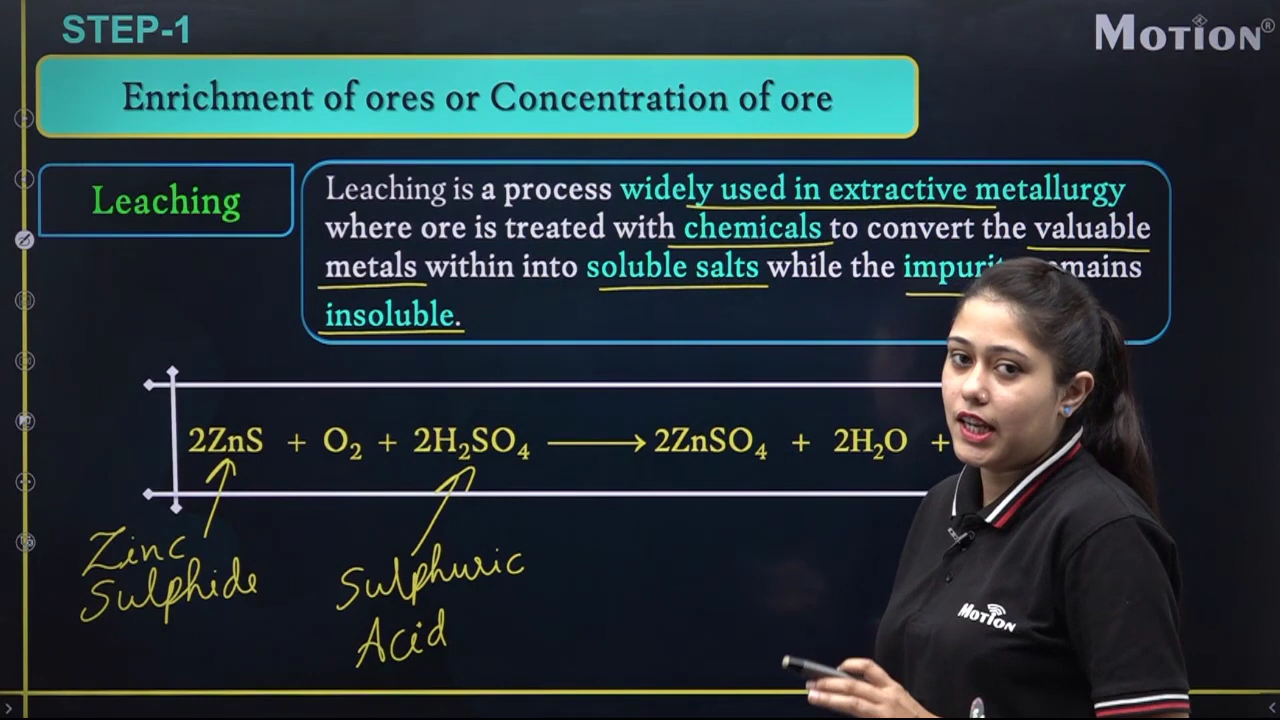 STEP-1
MOTION®
Enrichment of ores or Concentration of ore
Leaching
Leaching is a process widely used in extractive metallurgy
where ore is treated with chemicals to convert the valuable
metals within into soluble salts while the impur remains
insoluble.
2ZnS + O₂ + 2H₂SO₄ ⟶ 2ZnSO₄ + 2H₂O +
Zinc
Sulphide
Sulphuric
Acid
MOTION